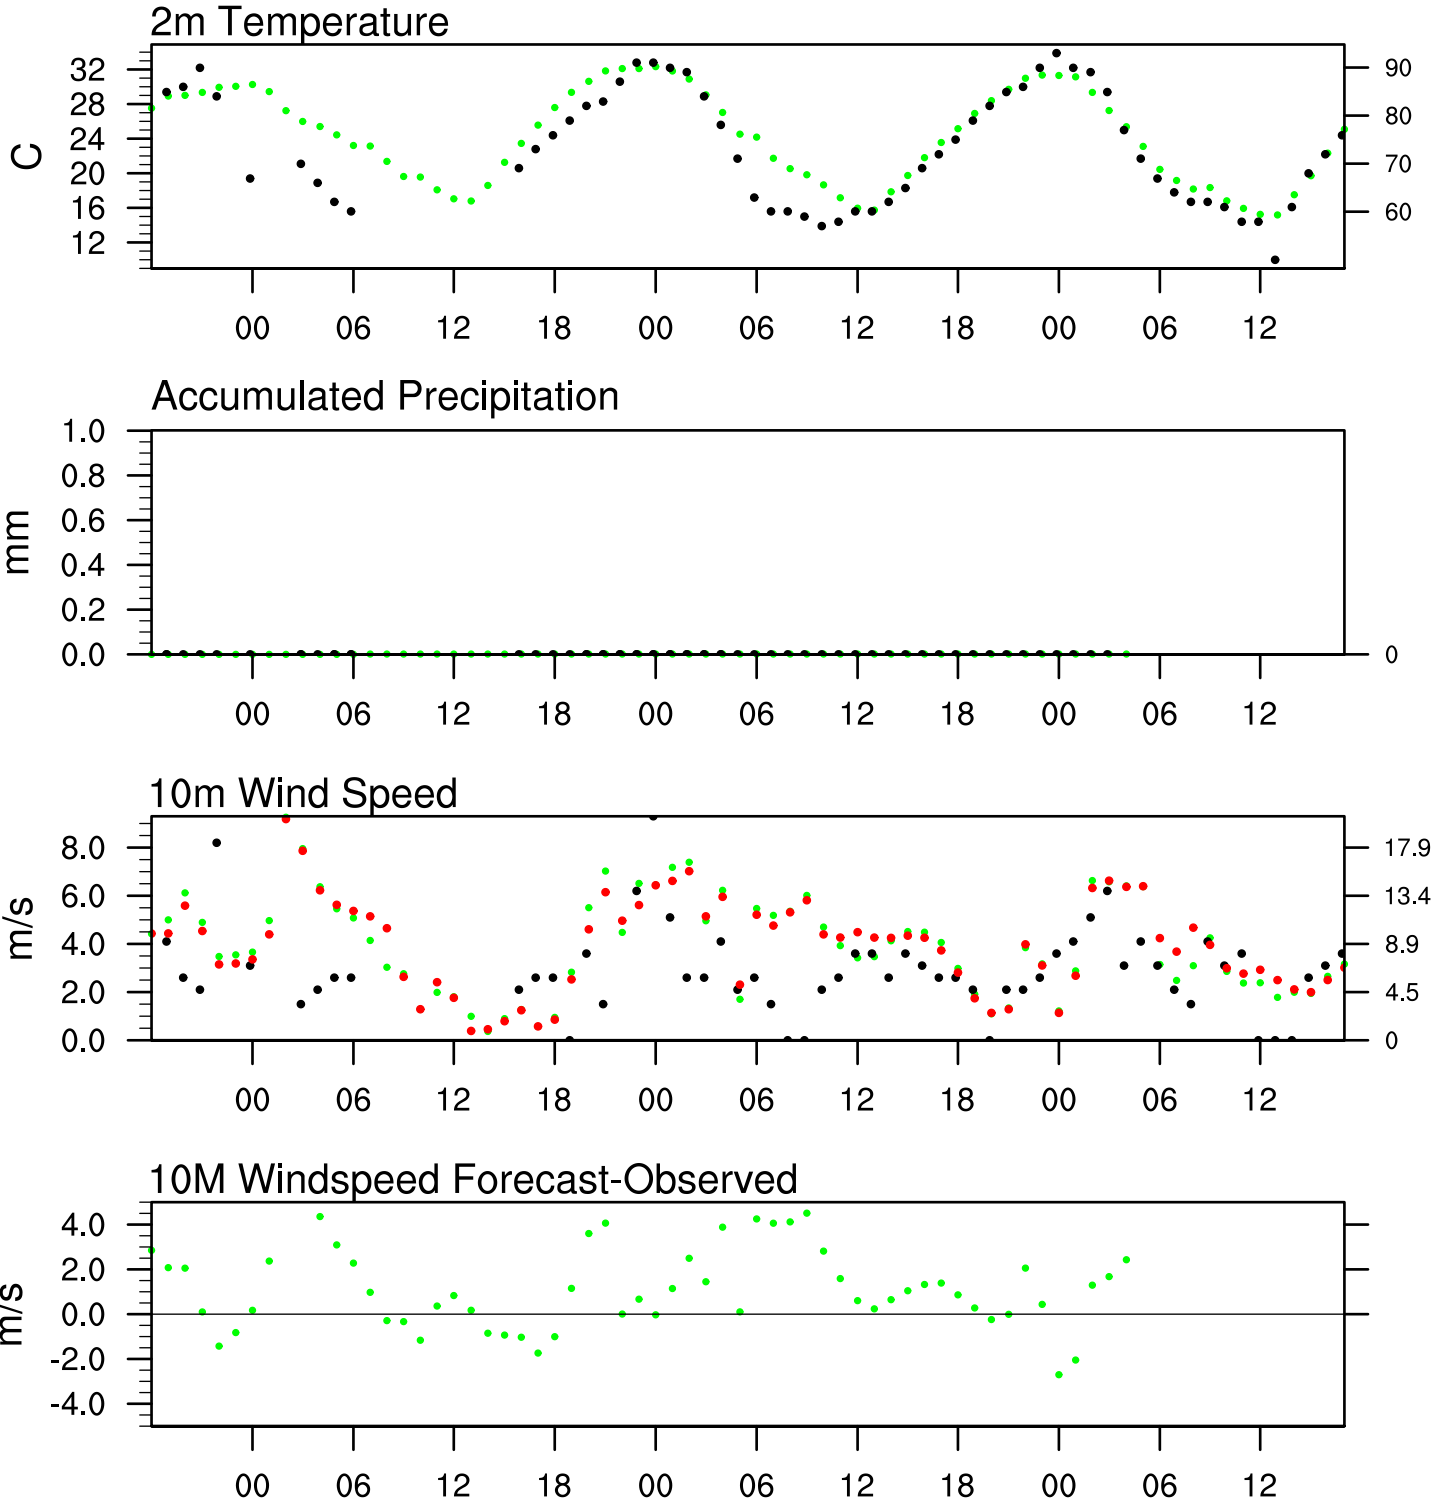 2m Temperature
32
28
24
20
16
12
C
90
80
70
60
00 06 12 18 00 06 12 18 00 06 12
Accumulated Precipitation
1.0
0.8
0.6
0.4
0.2
0.0
mm
0
00 06 12 18 00 06 12 18 00 06 12
10m Wind Speed
8.0
6.0
4.0
2.0
0.0
m/s
17.9
13.4
8.9
4.5
0
00 06 12 18 00 06 12 18 00 06 12
10M Windspeed Forecast-Observed
4.0
2.0
0.0
-2.0
-4.0
m/s
00 06 12 18 00 06 12 18 00 06 12